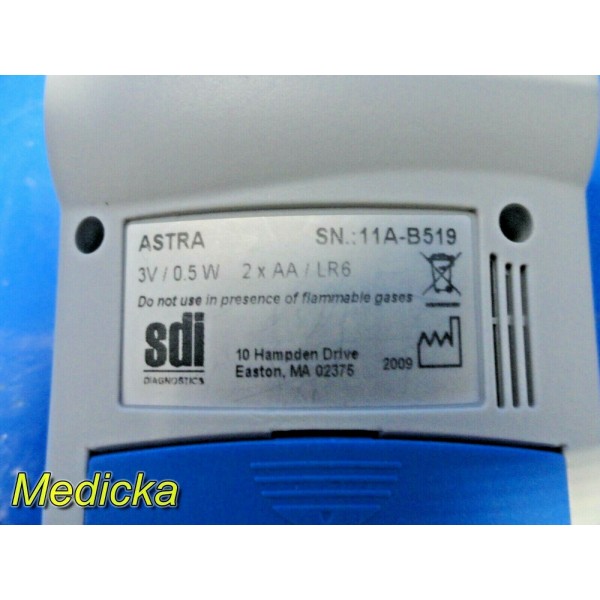 ASTRA SN.:11A-B519
3V / 0.5 W 2 x AA / LR6
Do not use in presence of flammable gases
sdi
DIAGNOSTICS
10 Hampden Drive
Easton, MA 02375
2009
Medicka